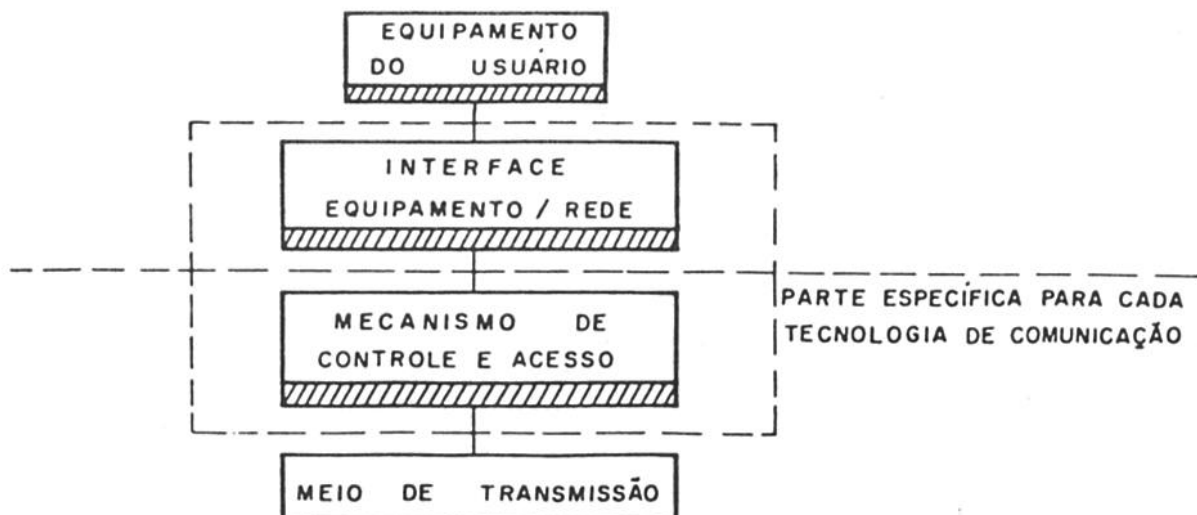 EQUIPAMENTO
DO USUÁRIO
INTERFACE
EQUIPAMENTO / REDE
MECANISMO DE
CONTROLE E ACESSO
PARTE ESPECÍFICA PARA CADA
TECNOLOGIA DE COMUNICAÇÃO
MEIO DE TRANSMISSÃO